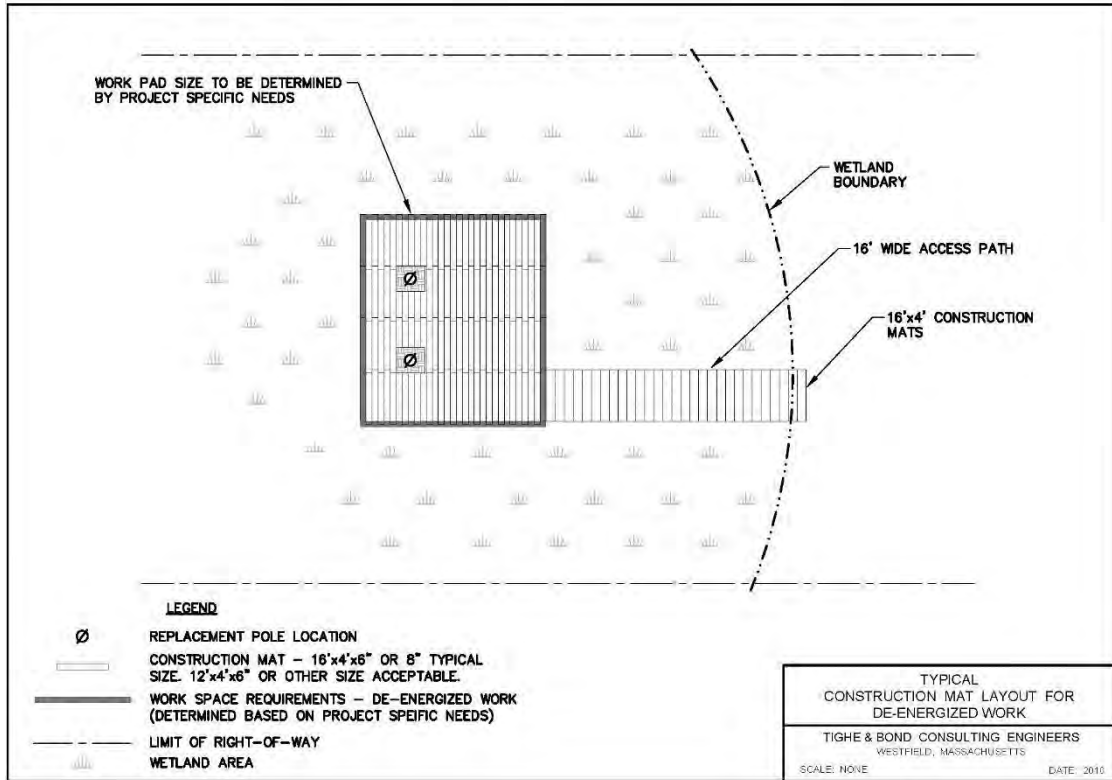 WORK PAD SIZE TO BE DETERMINED
BY PROJECT SPECIFIC NEEDS
WETLAND
BOUNDARY
16' WIDE ACCESS PATH
16'x4' CONSTRUCTION
MATS
LEGEND
REPLACEMENT POLE LOCATION
CONSTRUCTION MAT – 16'x4'x6" OR 8" TYPICAL
SIZE. 12'x4'x6" OR OTHER SIZE ACCEPTABLE.
WORK SPACE REQUIREMENTS – DE-ENERGIZED WORK
(DETERMINED BASED ON PROJECT SPEIFIC NEEDS)
LIMIT OF RIGHT-OF-WAY
WETLAND AREA
TYPICAL
CONSTRUCTION MAT LAYOUT FOR
DE-ENERGIZED WORK
TIGHE & BOND CONSULTING ENGINEERS
WESTFIELD, MASSACHUSETTS
SCALE: NONE DATE: 2010